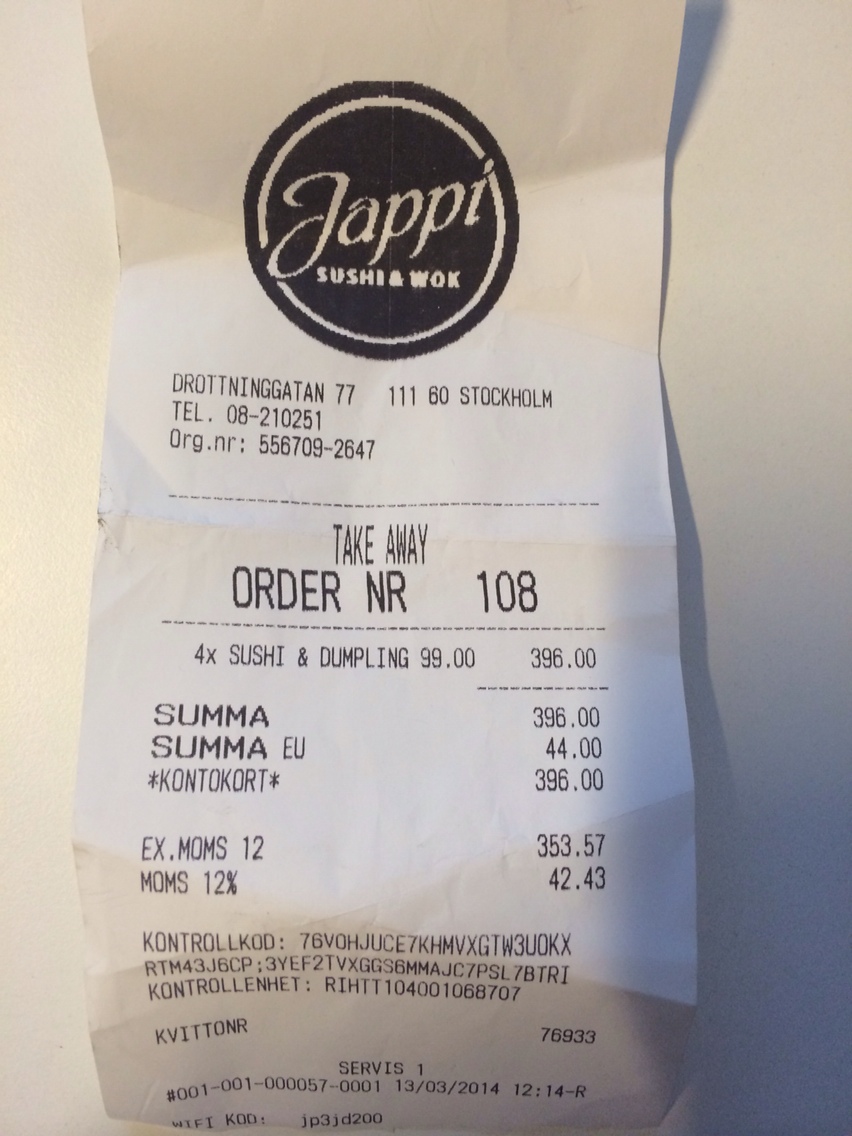 Jappi
SUSHI & WOK
DROTTNINGGATAN 77 111 60 STOCKHOLM
TEL. 08-210251
Org.nr: 556709-2647
TAKE AWAY
ORDER NR 108
4x SUSHI & DUMPLING 99.00 396.00
SUMMA 396.00
SUMMA EU 44.00
*KONTOKORT* 396.00
EX.MOMS 12 353.57
MOMS 12% 42.43
KONTROLLKOD: 76VOHJUCE7KHMVXGTW3UOKX
RTM43J6CP;3YEF2TVXGGS6MMAJC7PSL7BTRI
KONTROLLENHET: RIHTT104001068707
KVITTONR 76933
SERVIS 1
#001-001-000057-0001 13/03/2014 12:14-R
WIFI KOD: jp3jd200